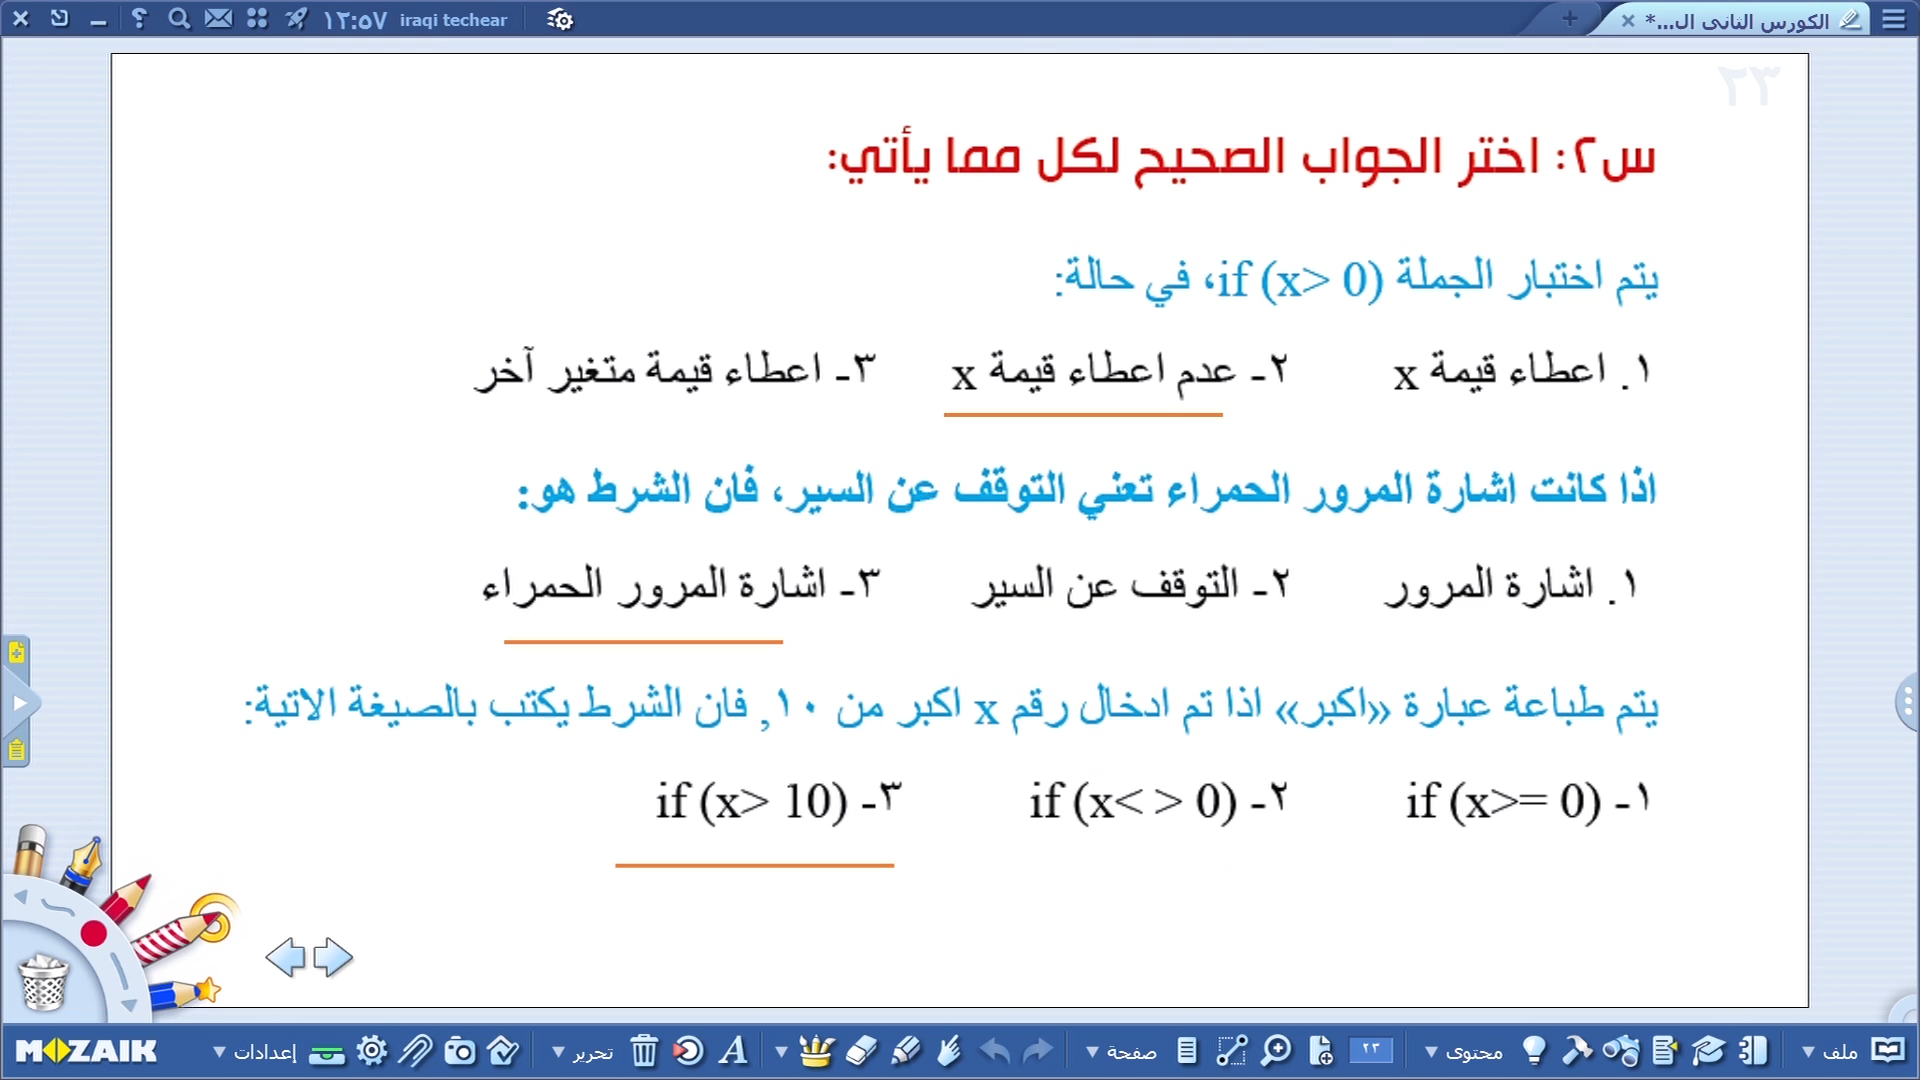 ١٣:٥٧ iraqi techear
الكورس الثانى ال...*
٢٣
س٢: اختر الجواب الصحيح لكل مما يأتي:
يتم اختبار الجملة if (x> 0)، في حالة:
١. اعطاء قيمة x ٢- عدم اعطاء قيمة x ٣- اعطاء قيمة متغير آخر
اذا كانت اشارة المرور الحمراء تعني التوقف عن السير، فان الشرط هو:
١. اشارة المرور ٢- التوقف عن السير ٣- اشارة المرور الحمراء
يتم طباعة عبارة «اكبر» اذا تم ادخال رقم x اكبر من ١٠, فان الشرط يكتب بالصيغة الاتية:
١- if (x>= 0) ٢- if (x< > 0) ٣- if (x> 10)
ملف محتوى ٢٣ صفحة تحرير إعدادات MOZAIK